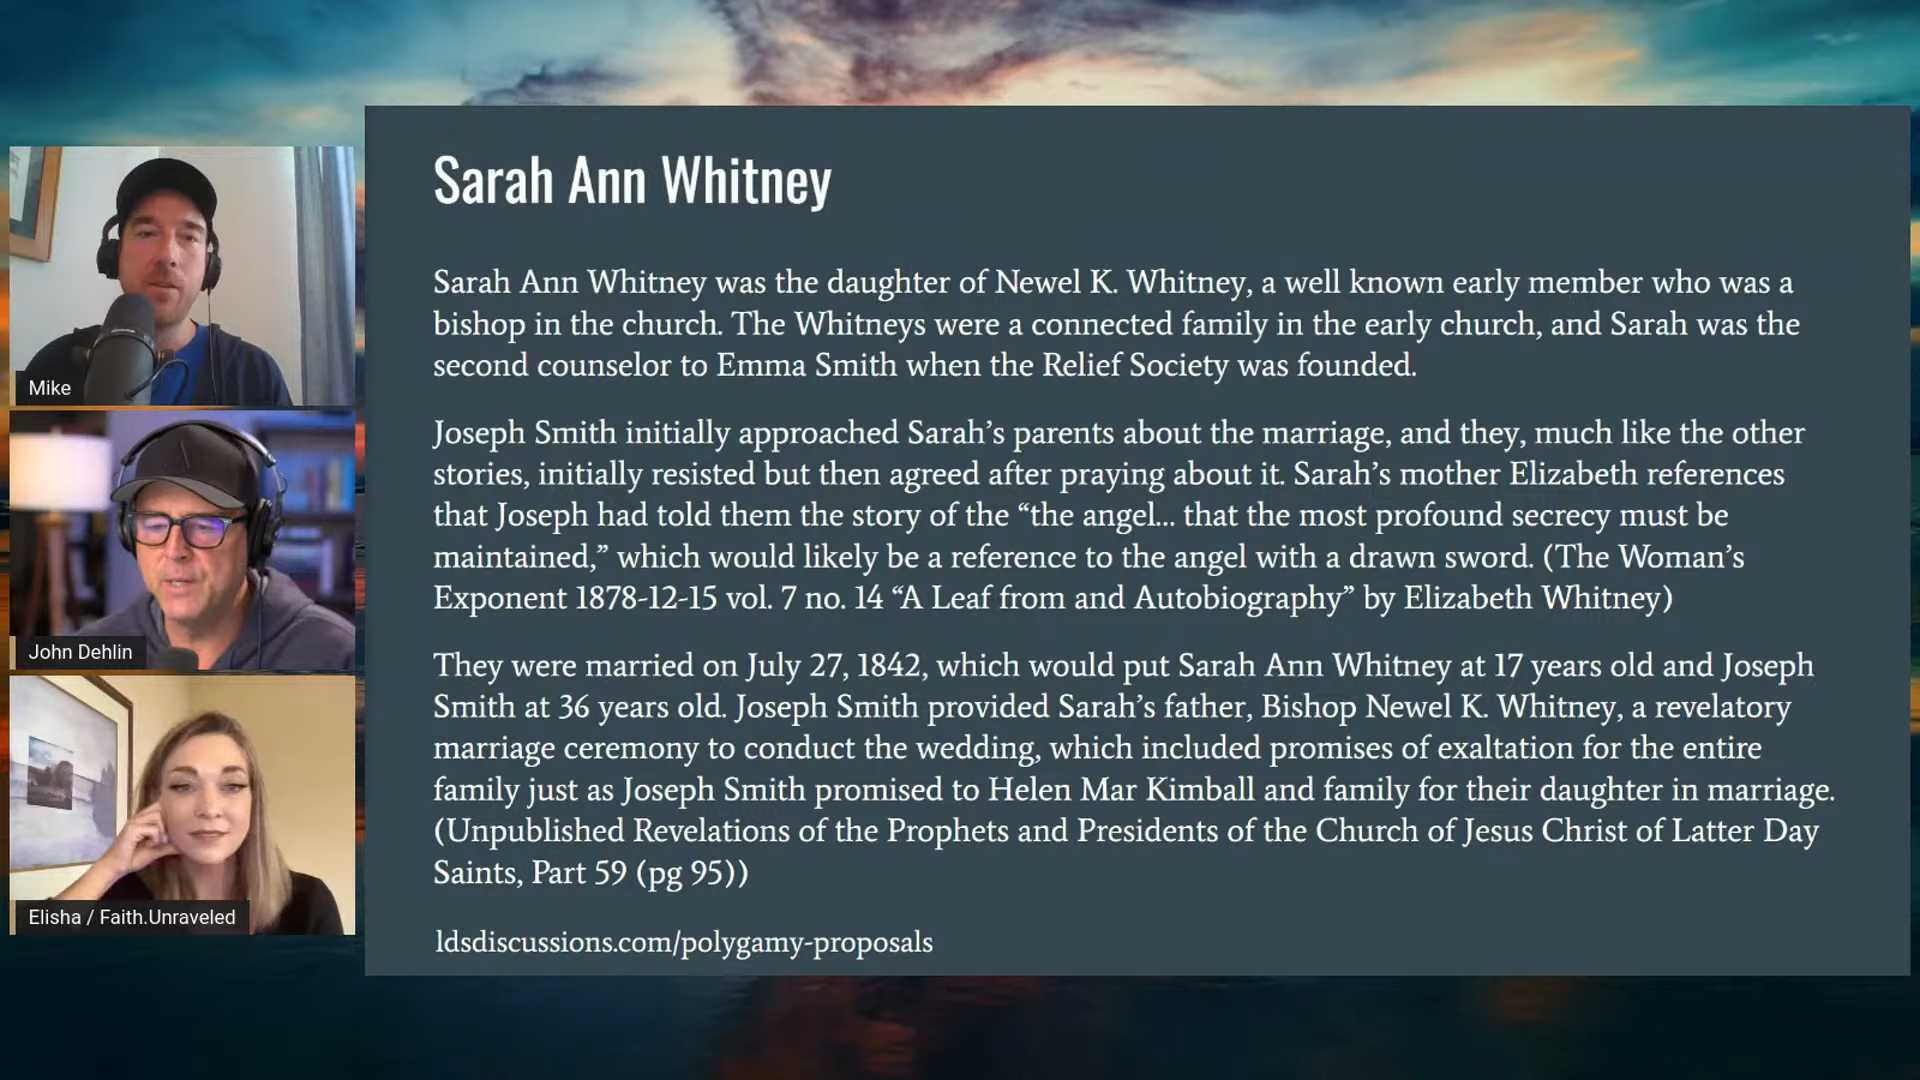 Sarah Ann Whitney
Sarah Ann Whitney was the daughter of Newel K. Whitney, a well known early member who was a
bishop in the church. The Whitneys were a connected family in the early church, and Sarah was the
second counselor to Emma Smith when the Relief Society was founded.
Joseph Smith initially approached Sarah’s parents about the marriage, and they, much like the other
stories, initially resisted but then agreed after praying about it. Sarah’s mother Elizabeth references
that Joseph had told them the story of the “the angel... that the most profound secrecy must be
maintained,” which would likely be a reference to the angel with a drawn sword. (The Woman’s
Exponent 1878-12-15 vol. 7 no. 14 “A Leaf from and Autobiography” by Elizabeth Whitney)
They were married on July 27, 1842, which would put Sarah Ann Whitney at 17 years old and Joseph
Smith at 36 years old. Joseph Smith provided Sarah’s father, Bishop Newel K. Whitney, a revelatory
marriage ceremony to conduct the wedding, which included promises of exaltation for the entire
family just as Joseph Smith promised to Helen Mar Kimball and family for their daughter in marriage.
(Unpublished Revelations of the Prophets and Presidents of the Church of Jesus Christ of Latter Day
Saints, Part 59 (pg 95))
ldsdiscussions.com/polygamy-proposals
Mike
John Dehlin
Elisha / Faith.Unraveled